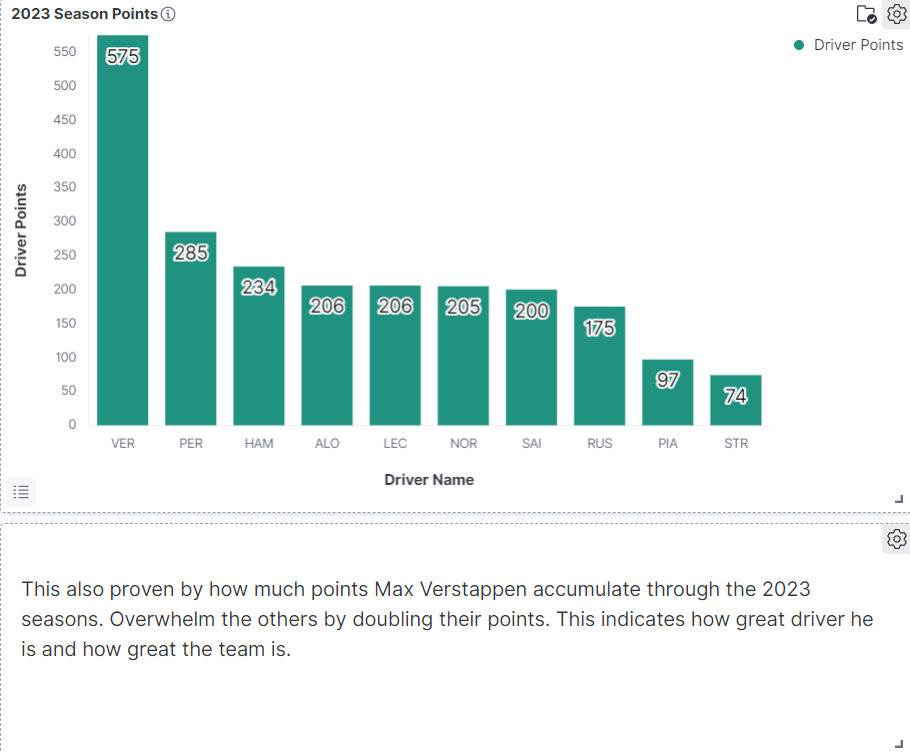 2023 Season Points
Driver Points
550
500
450
400
350
300
250
200
150
100
50
0
Driver Points
575
285
234
206
206
205
200
175
97
74
VER PER HAM ALO LEC NOR SAI RUS PIA STR
Driver Name
This also proven by how much points Max Verstappen accumulate through the 2023
seasons. Overwhelm the others by doubling their points. This indicates how great driver he
is and how great the team is.